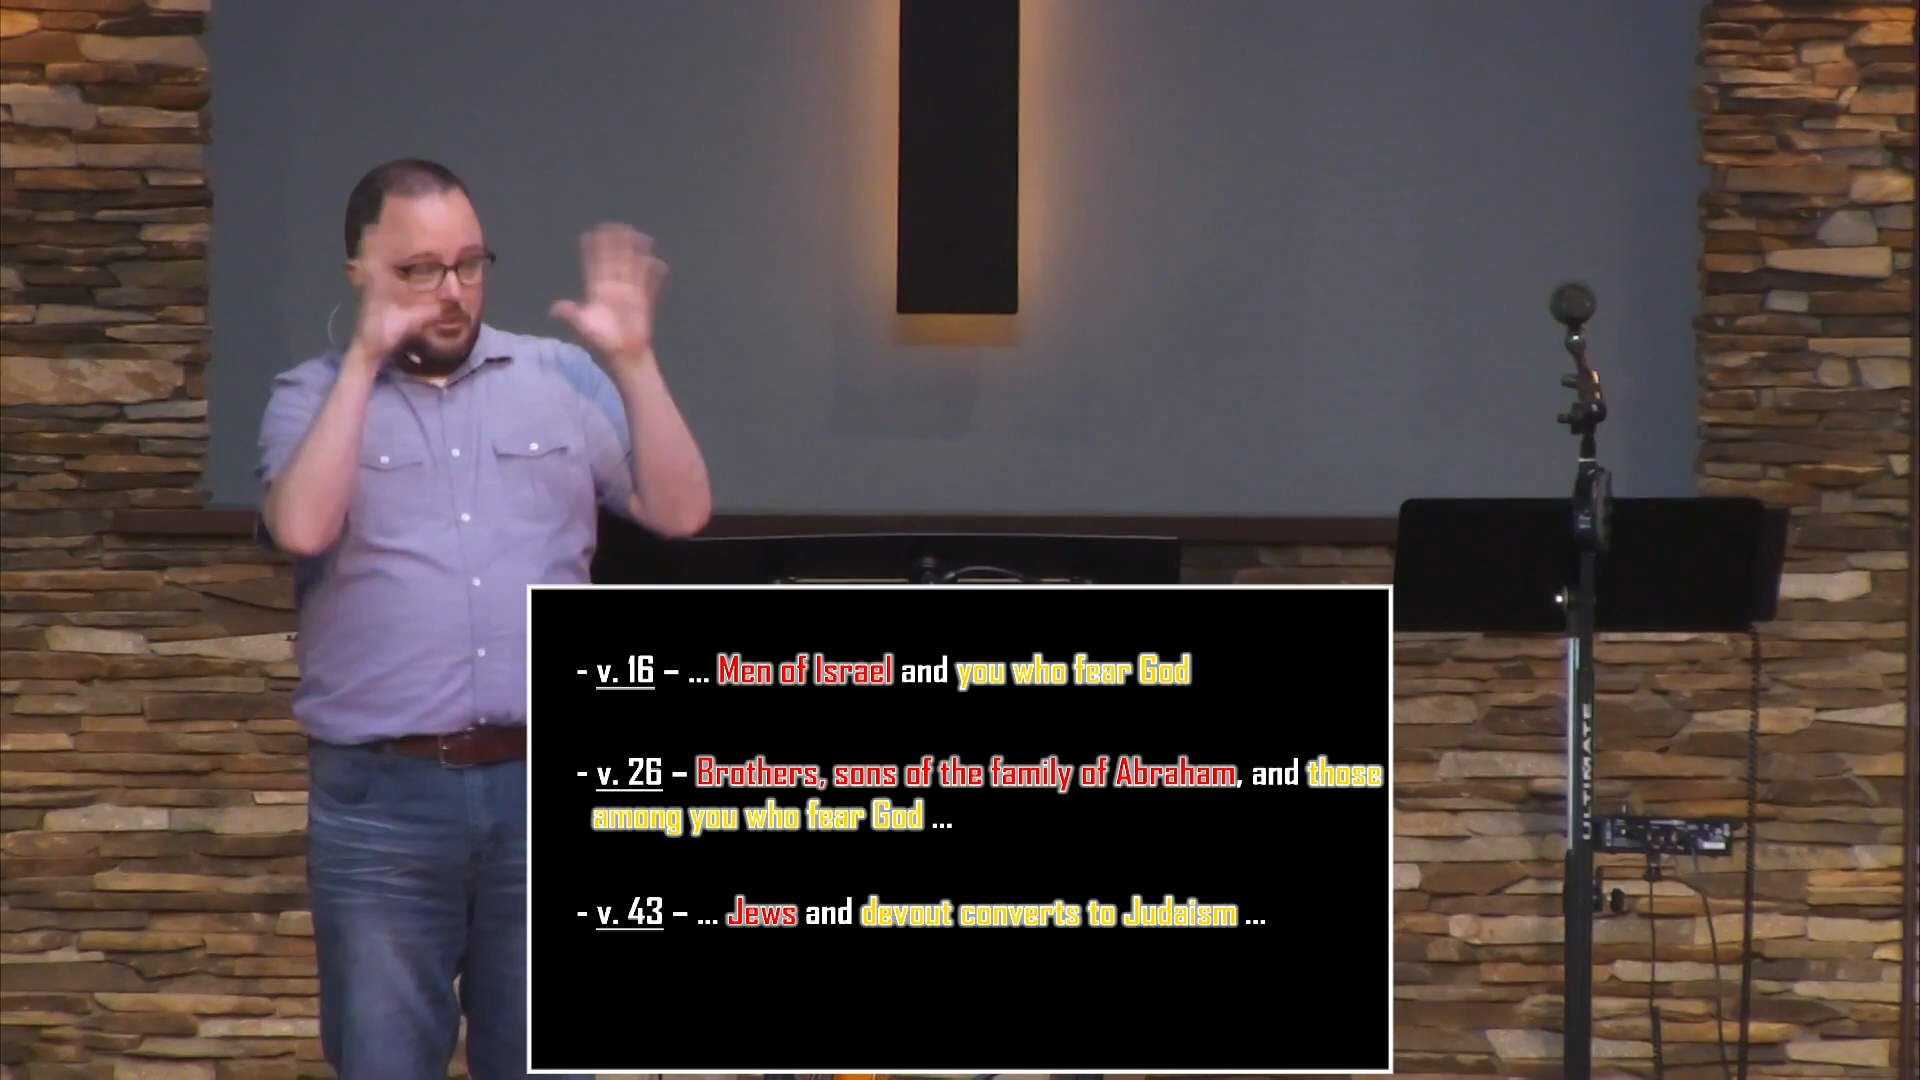 - v. 16 – ... Men of Israel and you who fear God
- v. 26 – Brothers, sons of the family of Abraham, and those
among you who fear God ...
- v. 43 – ... Jews and devout converts to Judaism ...
ULTIMATE